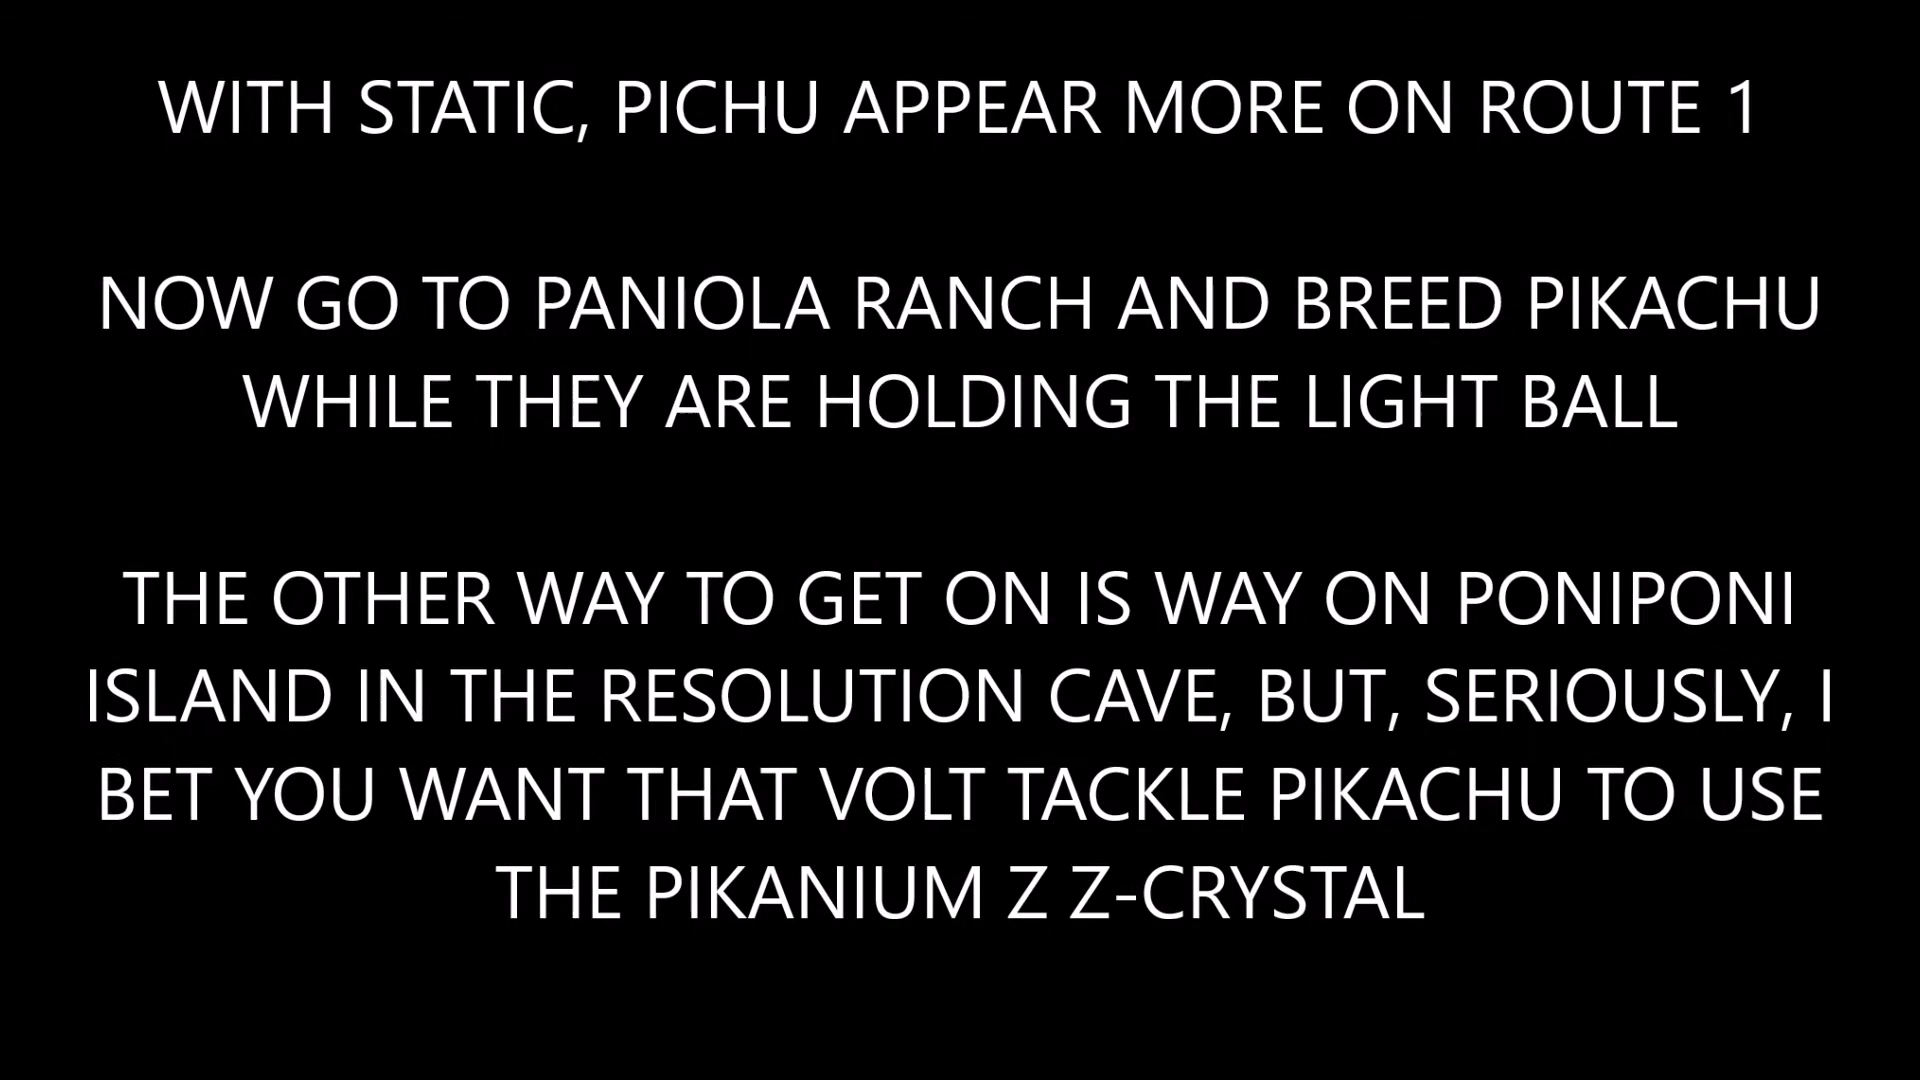 WITH STATIC, PICHU APPEAR MORE ON ROUTE 1
NOW GO TO PANIOLA RANCH AND BREED PIKACHU
WHILE THEY ARE HOLDING THE LIGHT BALL
THE OTHER WAY TO GET ON IS WAY ON PONIPONI
ISLAND IN THE RESOLUTION CAVE, BUT, SERIOUSLY, I
BET YOU WANT THAT VOLT TACKLE PIKACHU TO USE
THE PIKANIUM Z Z-CRYSTAL